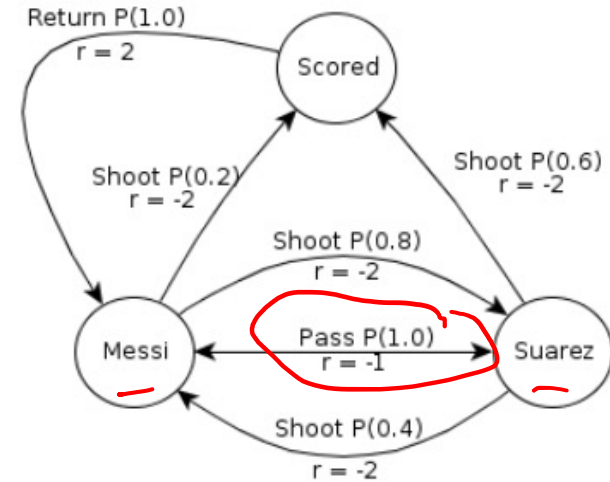 Return P(1.0)
r = 2
Scored
Shoot P(0.2)
r = -2
Shoot P(0.6)
r = -2
Shoot P(0.8)
r = -2
Messi
Pass P(1.0)
r = -1
Suarez
Shoot P(0.4)
r = -2